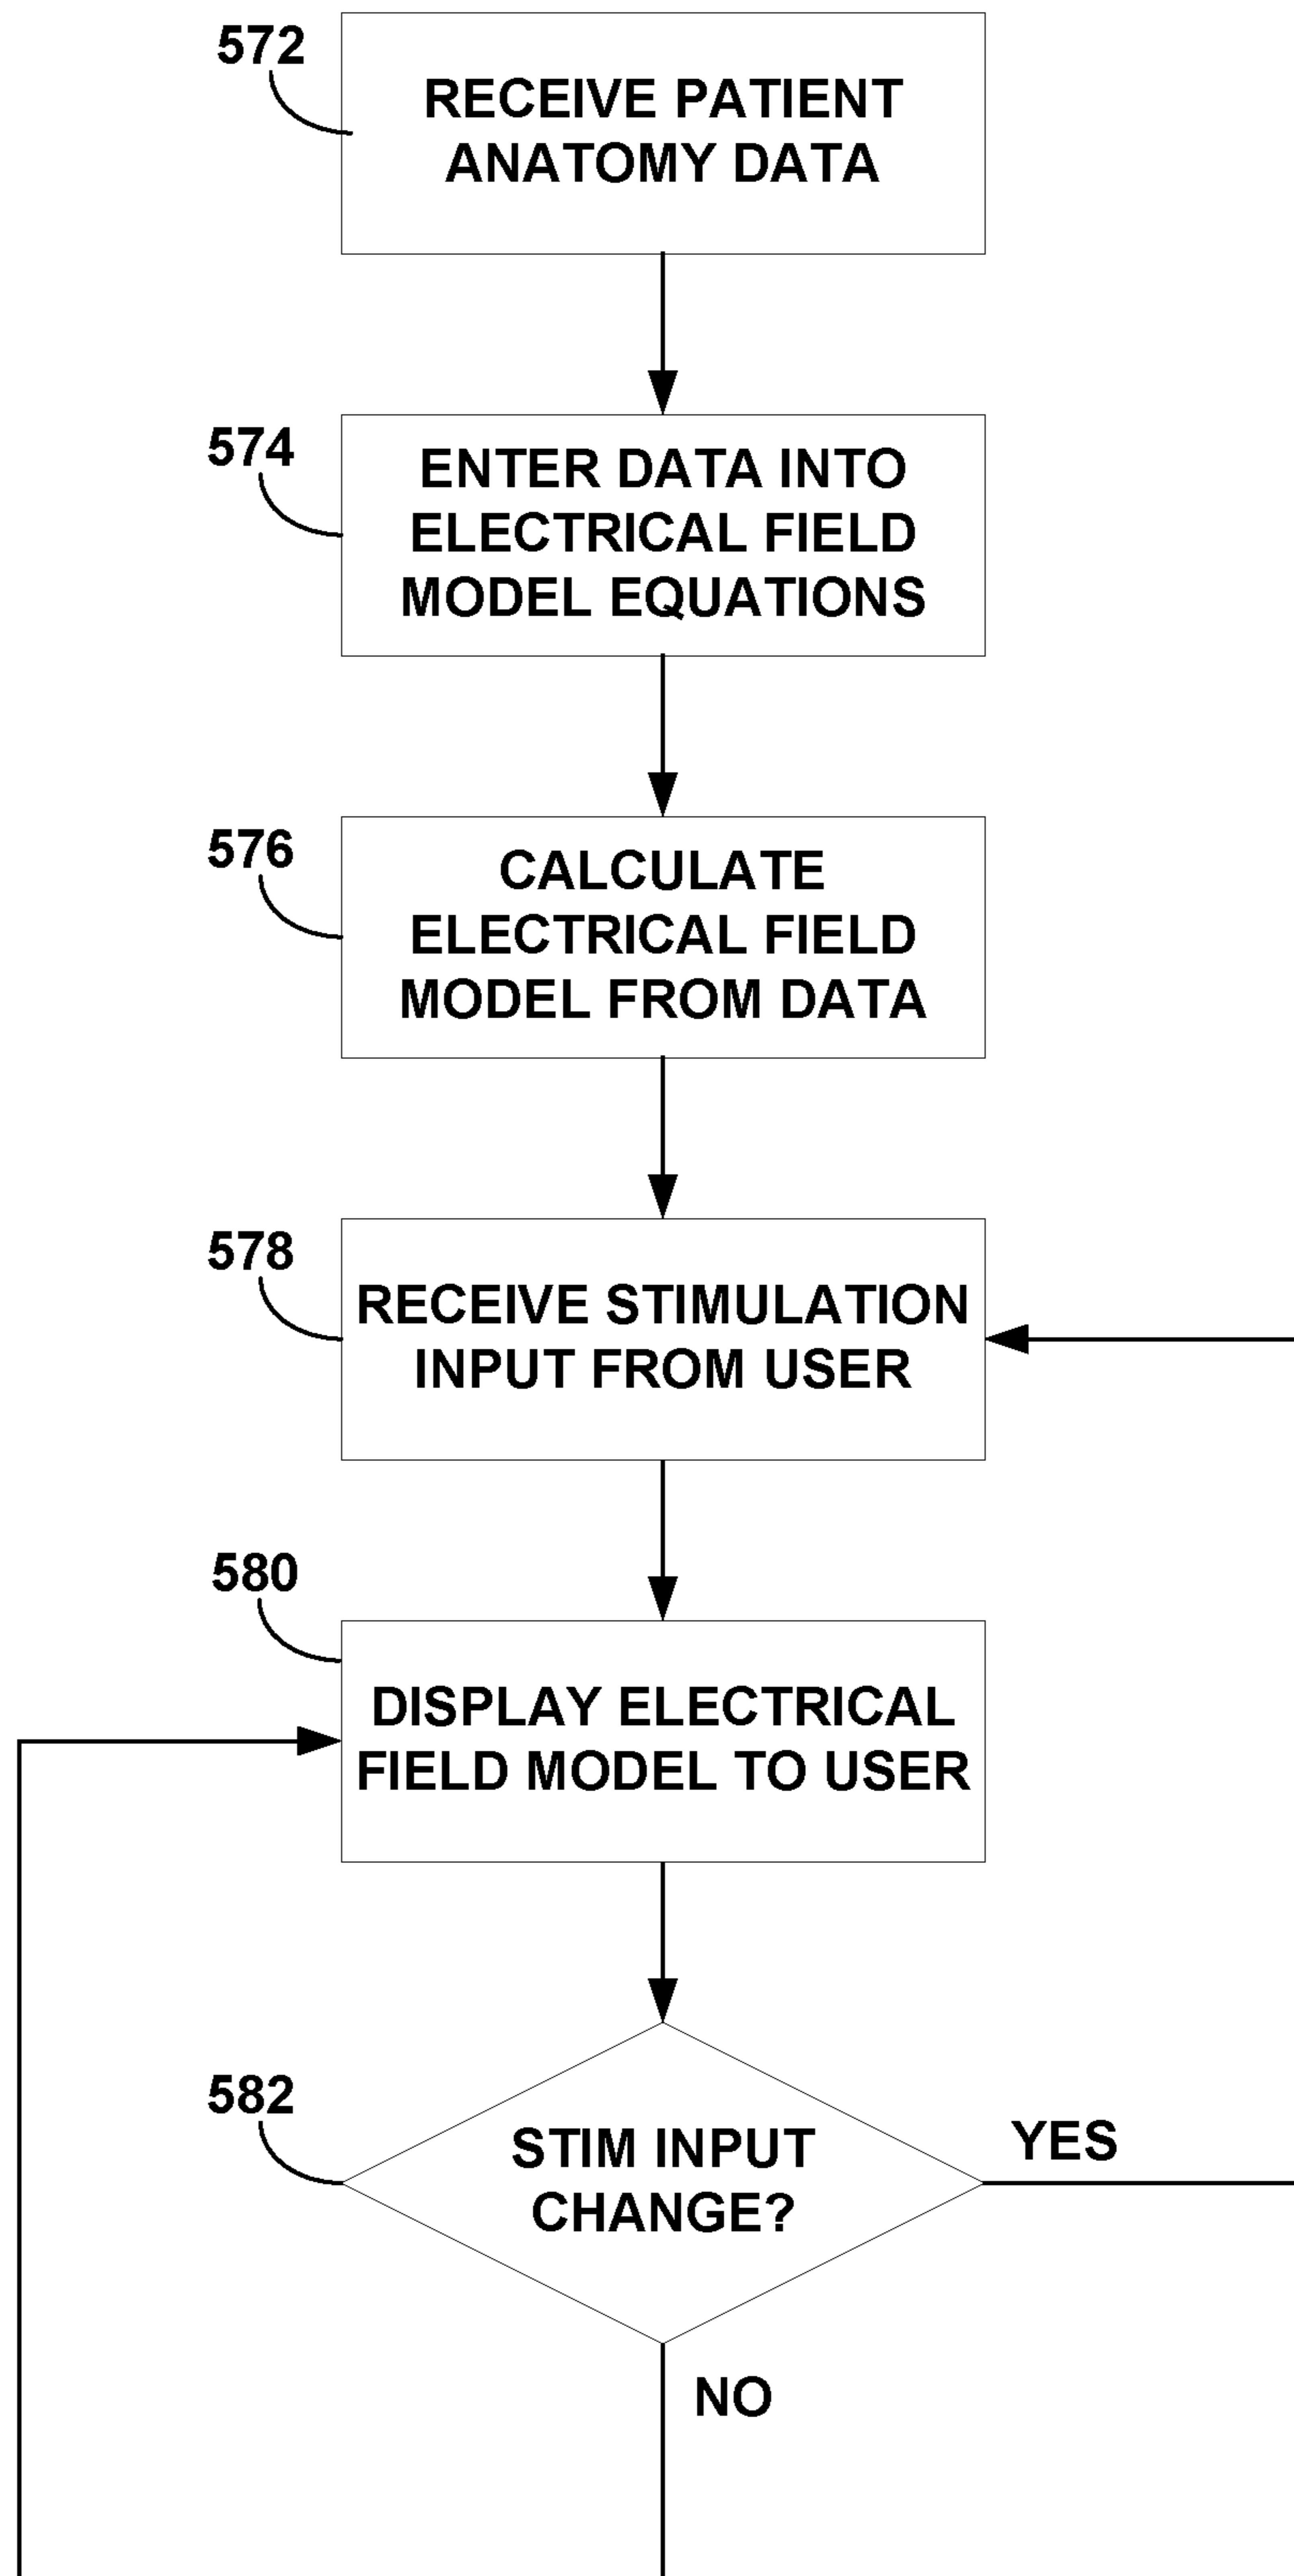 572
RECEIVE PATIENT
ANATOMY DATA
574
ENTER DATA INTO
ELECTRICAL FIELD
MODEL EQUATIONS
576
CALCULATE
ELECTRICAL FIELD
MODEL FROM DATA
578
RECEIVE STIMULATION
INPUT FROM USER
580
DISPLAY ELECTRICAL
FIELD MODEL TO USER
582
STIM INPUT
CHANGE?
YES
NO